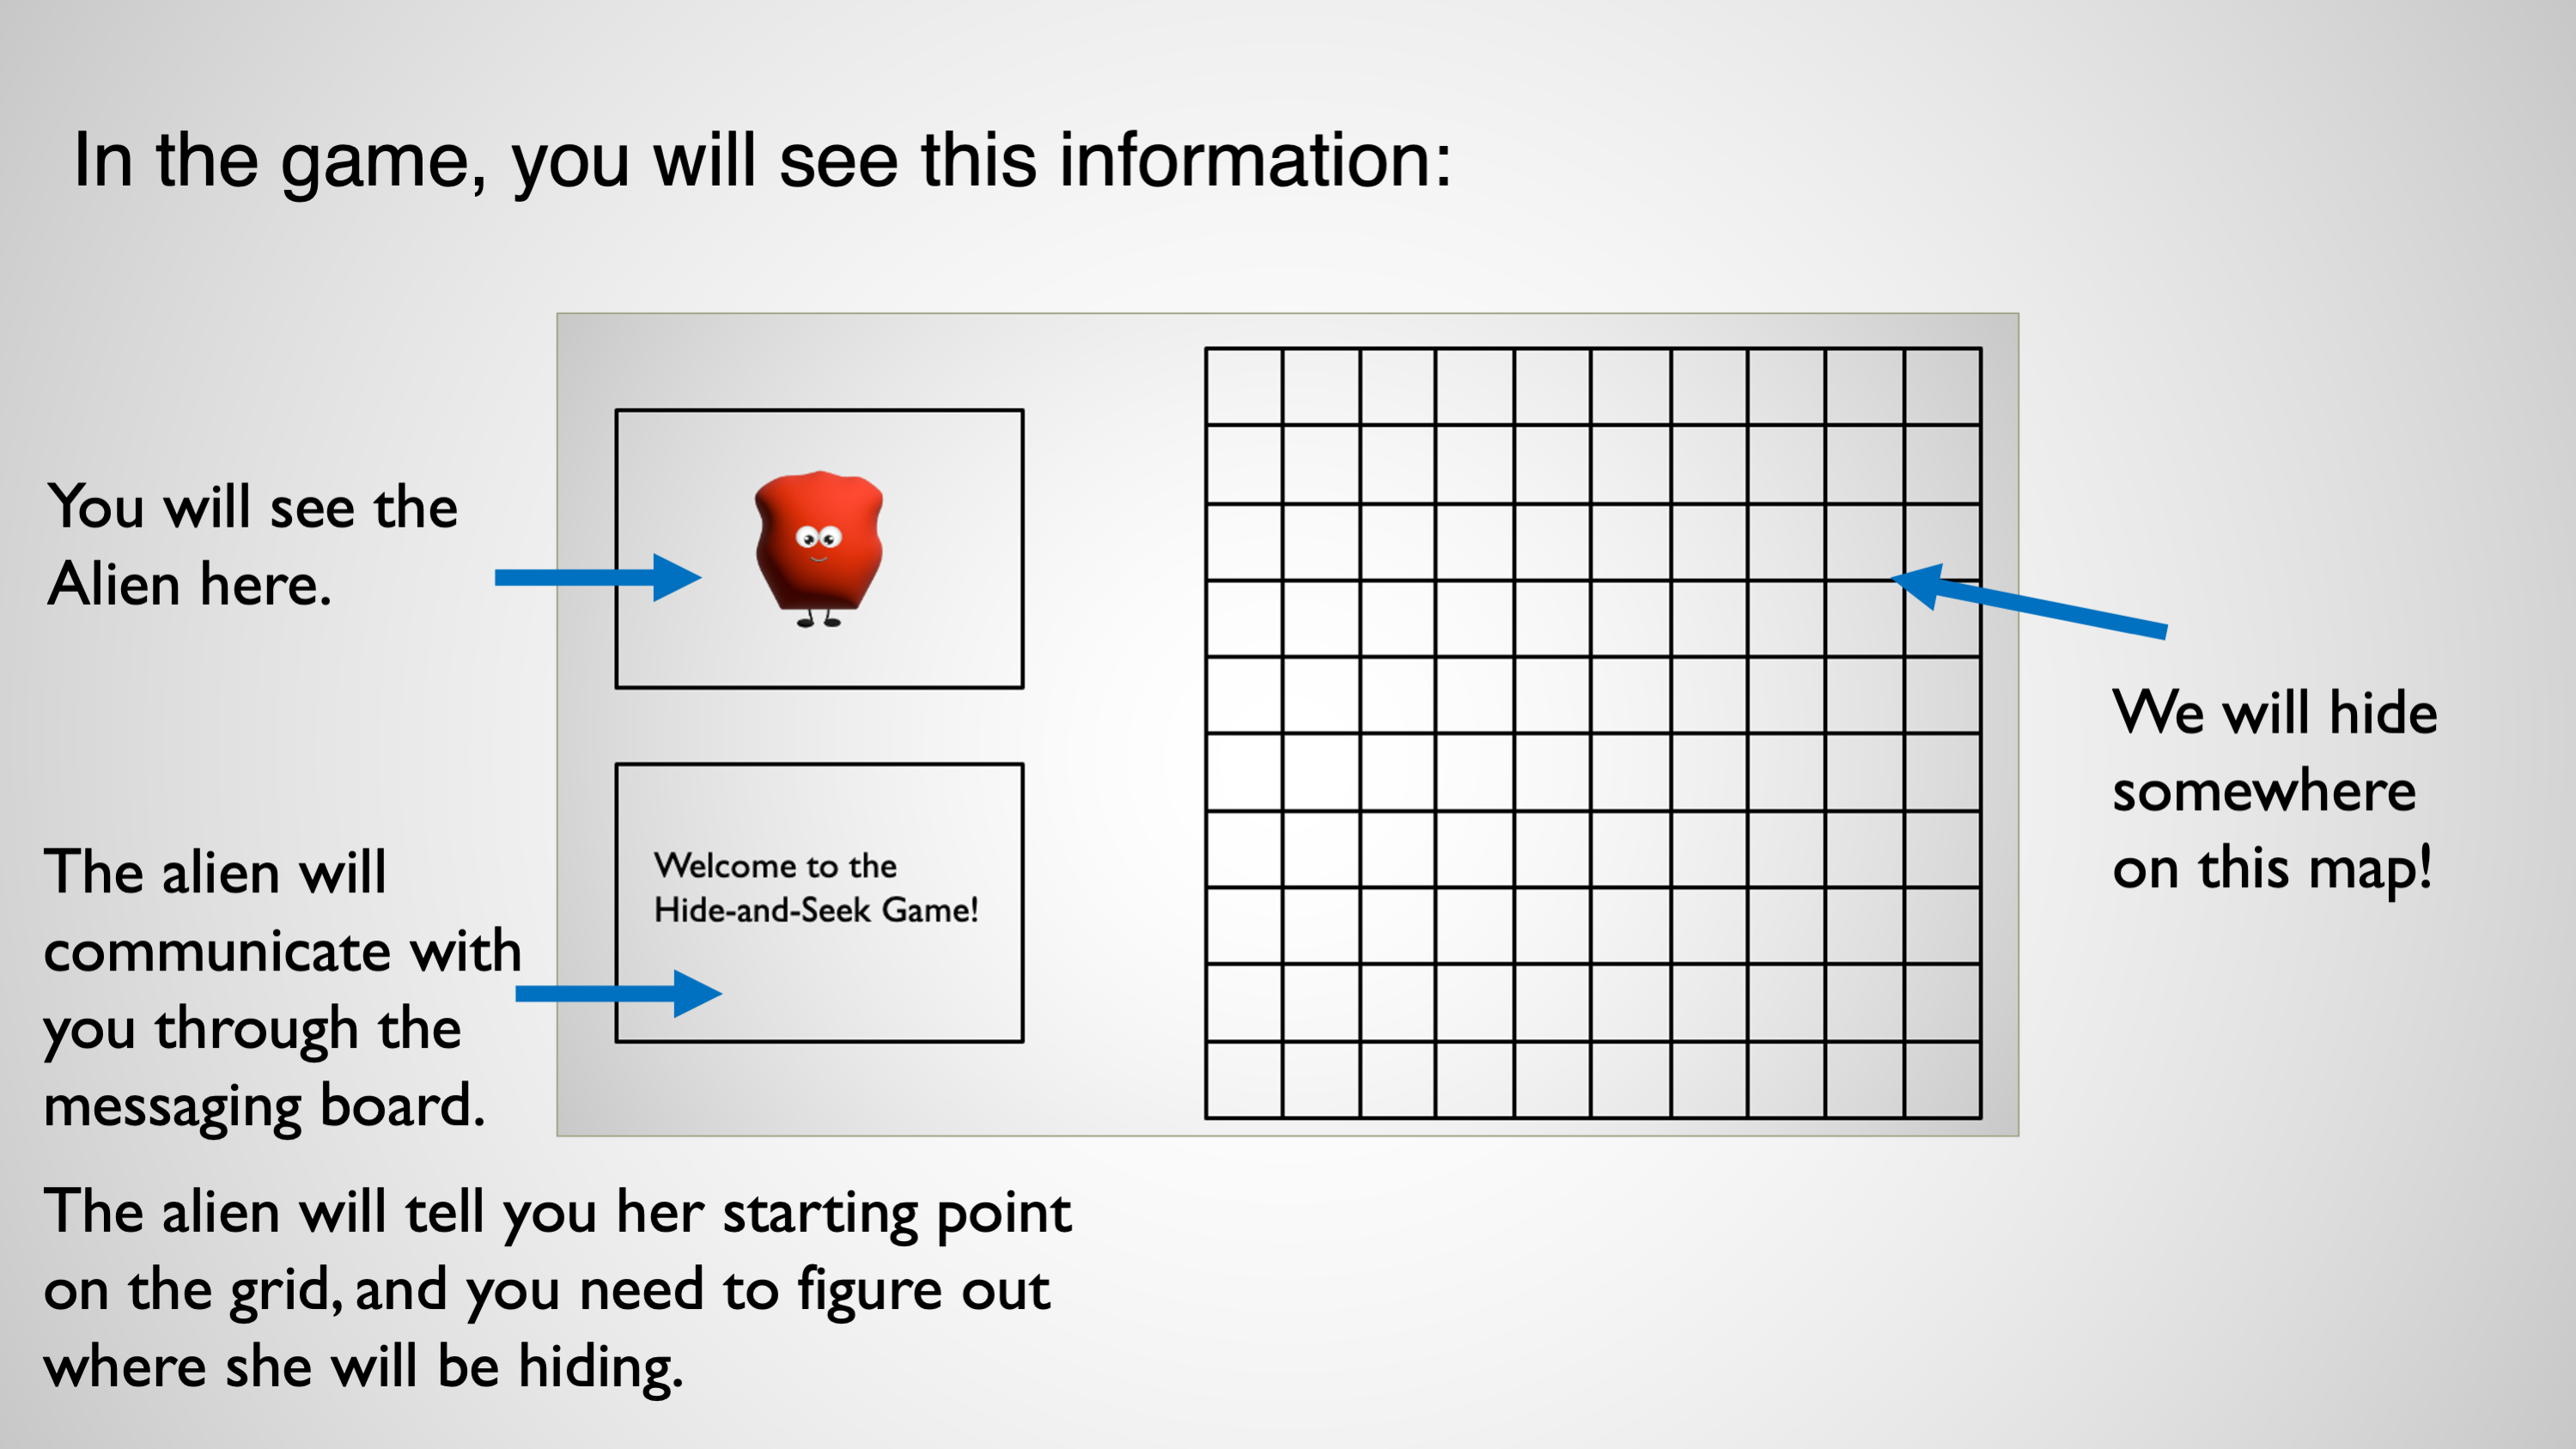 In the game, you will see this information:
You will see the
Alien here.
The alien will
communicate with
you through the
messaging board.
Welcome to the
Hide-and-Seek Game!
We will hide
somewhere
on this map!
The alien will tell you her starting point
on the grid, and you need to figure out
where she will be hiding.